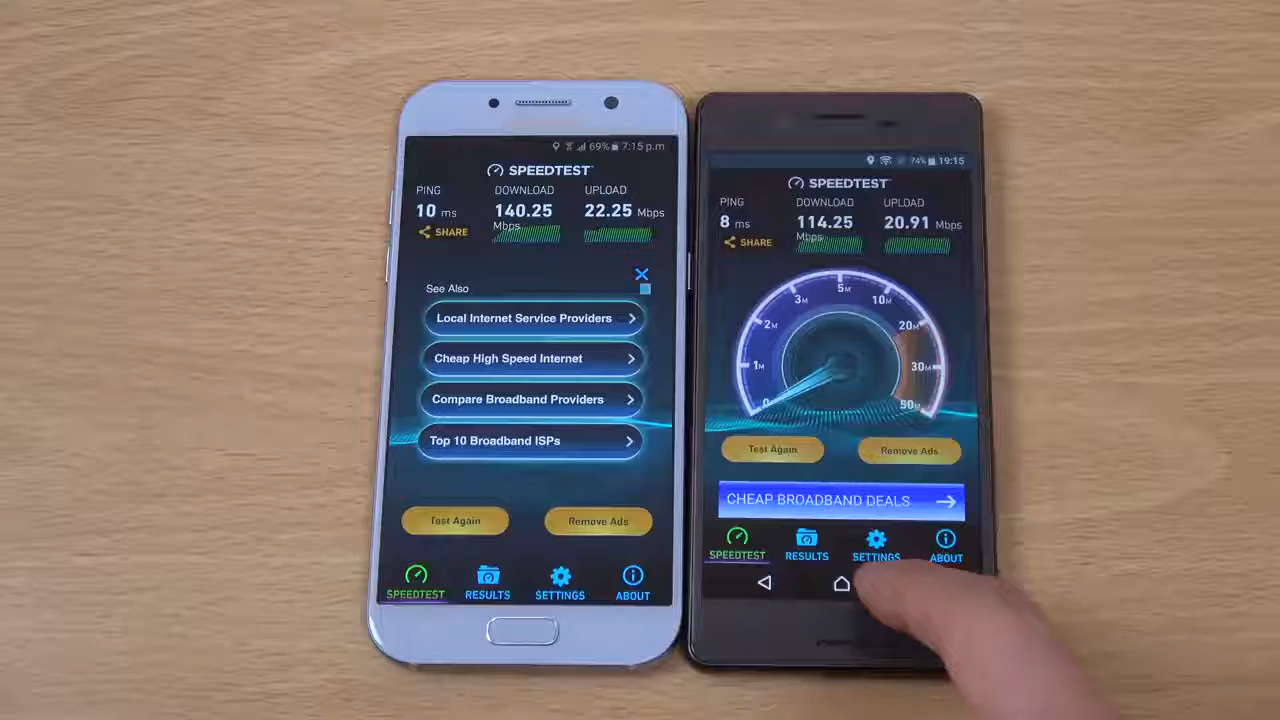 69% 7:15 p.m
SPEEDTEST
PING DOWNLOAD UPLOAD
10 ms 140.25 Mbps 22.25 Mbps
SHARE
See Also
Local Internet Service Providers
Cheap High Speed Internet
Compare Broadband Providers
Top 10 Broadband ISPs
Test Again Remove Ads
SPEEDTEST RESULTS SETTINGS ABOUT
74% 19:15
SPEEDTEST
PING DOWNLOAD UPLOAD
8 ms 114.25 Mbps 20.91 Mbps
SHARE
0 1M 2M 3M 5M 10M 20M 30M 50M
Test Again Remove Ads
CHEAP BROADBAND DEALS
SPEEDTEST RESULTS SETTINGS ABOUT